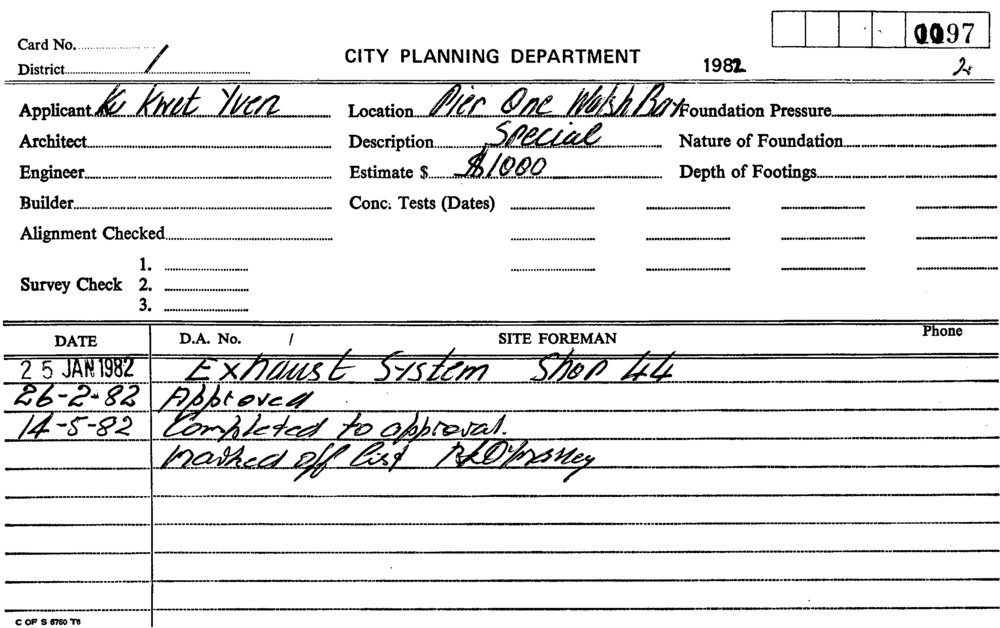 0097
Card No.
District 1
CITY PLANNING DEPARTMENT
1982
2
Applicant Kwet Yven
Location Pier One Walsh Bay
Foundation Pressure
Architect
Description Special
Nature of Foundation
Engineer
Estimate $ $1000
Depth of Footings
Builder
Conc. Tests (Dates)
Alignment Checked
Survey Check 1.
2.
3.
DATE D.A. No. / SITE FOREMAN Phone
25 JAN 1982 Exhaust System Shop 44
26-2-82 Approved
14-5-82 Completed to approval.
marked off list
C OF S 6760 T6